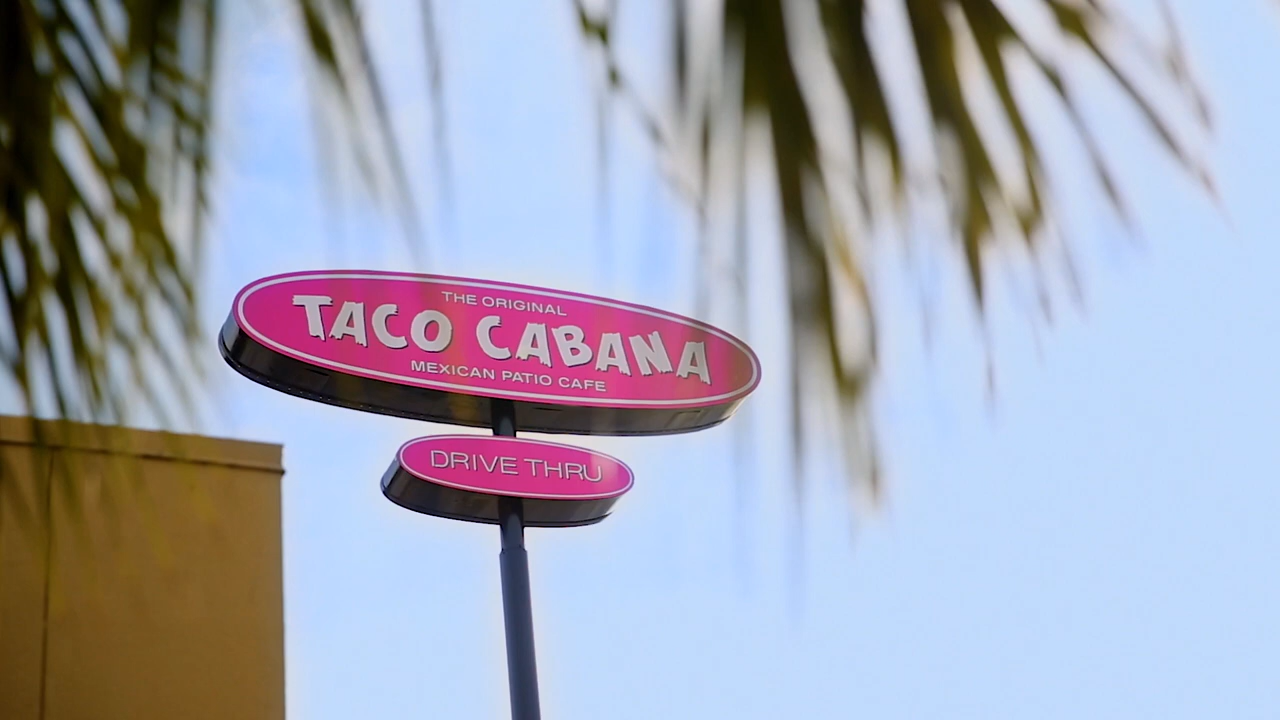 THE ORIGINAL
TACO CABANA
MEXICAN PATIO CAFE
DRIVE THRU